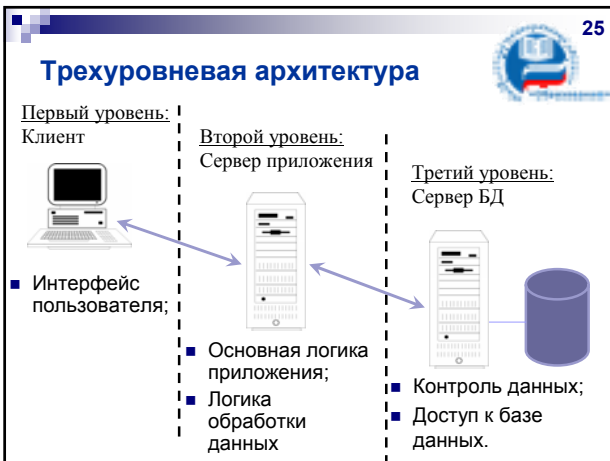 25
Трехуровневая архитектура
Первый уровень:
Клиент
Второй уровень:
Сервер приложения
Третий уровень:
Сервер БД
Интерфейс
пользователя;
Основная логика
приложения;
Логика
обработки
данных
Контроль данных;
Доступ к базе
данных.